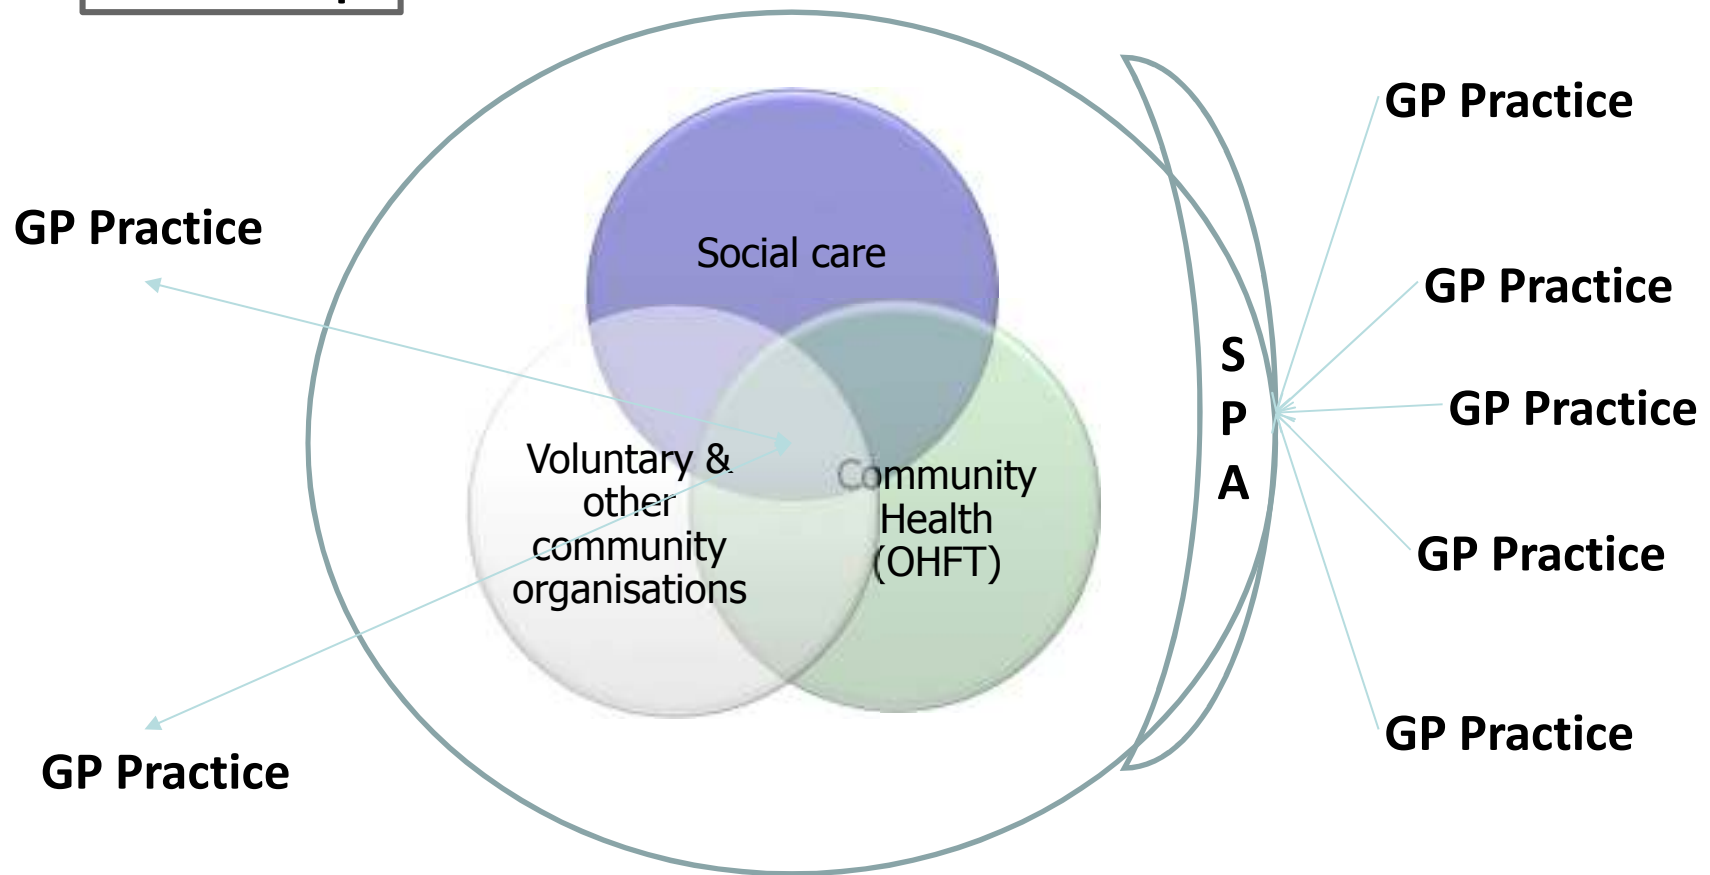 GP Practice
GP Practice
Social care
Voluntary &
other
community
organisations
Community
Health
(OHFT)
S
P
A
GP Practice
GP Practice
GP Practice
GP Practice
GP Practice